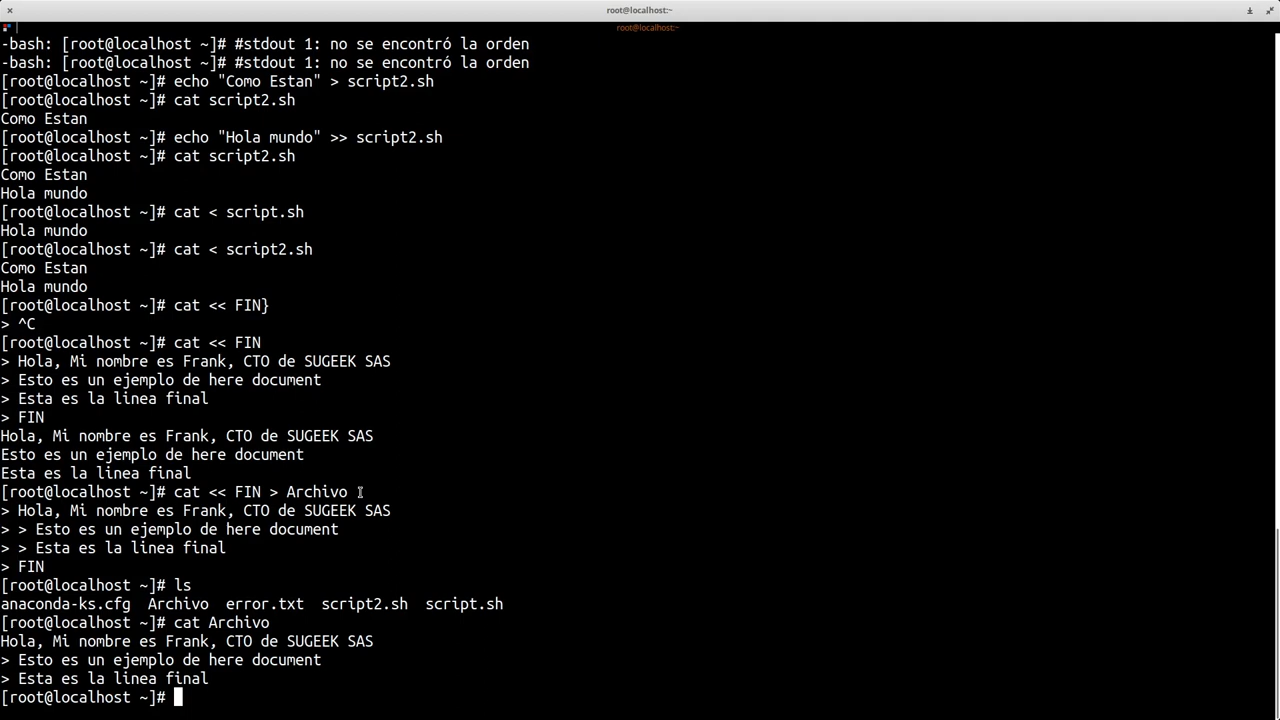 root@localhost:~
root@localhost:~
-bash: [root@localhost ~]# #stdout 1: no se encontró la orden
-bash: [root@localhost ~]# #stdout 1: no se encontró la orden
[root@localhost ~]# echo "Como Estan" > script2.sh
[root@localhost ~]# cat script2.sh
Como Estan
[root@localhost ~]# echo "Hola mundo" >> script2.sh
[root@localhost ~]# cat script2.sh
Como Estan
Hola mundo
[root@localhost ~]# cat < script.sh
Hola mundo
[root@localhost ~]# cat < script2.sh
Como Estan
Hola mundo
[root@localhost ~]# cat << FIN}
> ^C
[root@localhost ~]# cat << FIN
> Hola, Mi nombre es Frank, CTO de SUGEEK SAS
> Esto es un ejemplo de here document
> Esta es la linea final
> FIN
Hola, Mi nombre es Frank, CTO de SUGEEK SAS
Esto es un ejemplo de here document
Esta es la linea final
[root@localhost ~]# cat << FIN > Archivo
> Hola, Mi nombre es Frank, CTO de SUGEEK SAS
> > Esto es un ejemplo de here document
> > Esta es la linea final
> FIN
[root@localhost ~]# ls
anaconda-ks.cfg  Archivo  error.txt  script2.sh  script.sh
[root@localhost ~]# cat Archivo
Hola, Mi nombre es Frank, CTO de SUGEEK SAS
> Esto es un ejemplo de here document
> Esta es la linea final
[root@localhost ~]#